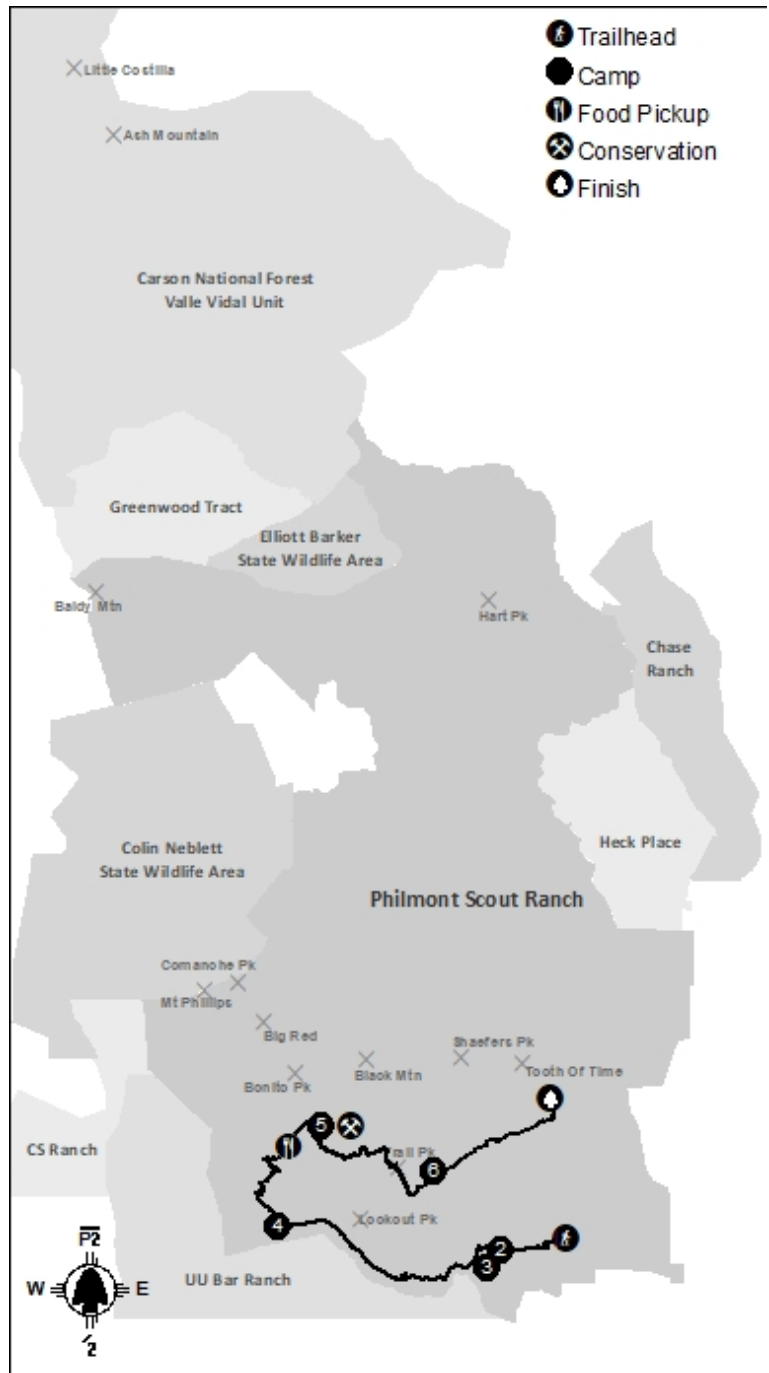 Trailhead
Camp
Food Pickup
Conservation
Finish
Little Costilla
Ash Mountain
Carson National Forest
Valle Vidal Unit
Greenwood Tract
Elliott Barker
State Wildlife Area
Baldy Mtn
Hart Pk
Chase
Ranch
Colin Neblett
State Wildlife Area
Heck Place
Philmont Scout Ranch
Comanche Pk
Mt Phillips
Big Red
Shaefers Pk
Black Mtn
Tooth Of Time
Bonito Pk
5
CS Ranch
Trail Pk
6
4
Lookout Pk
2
3
UU Bar Ranch
W
E